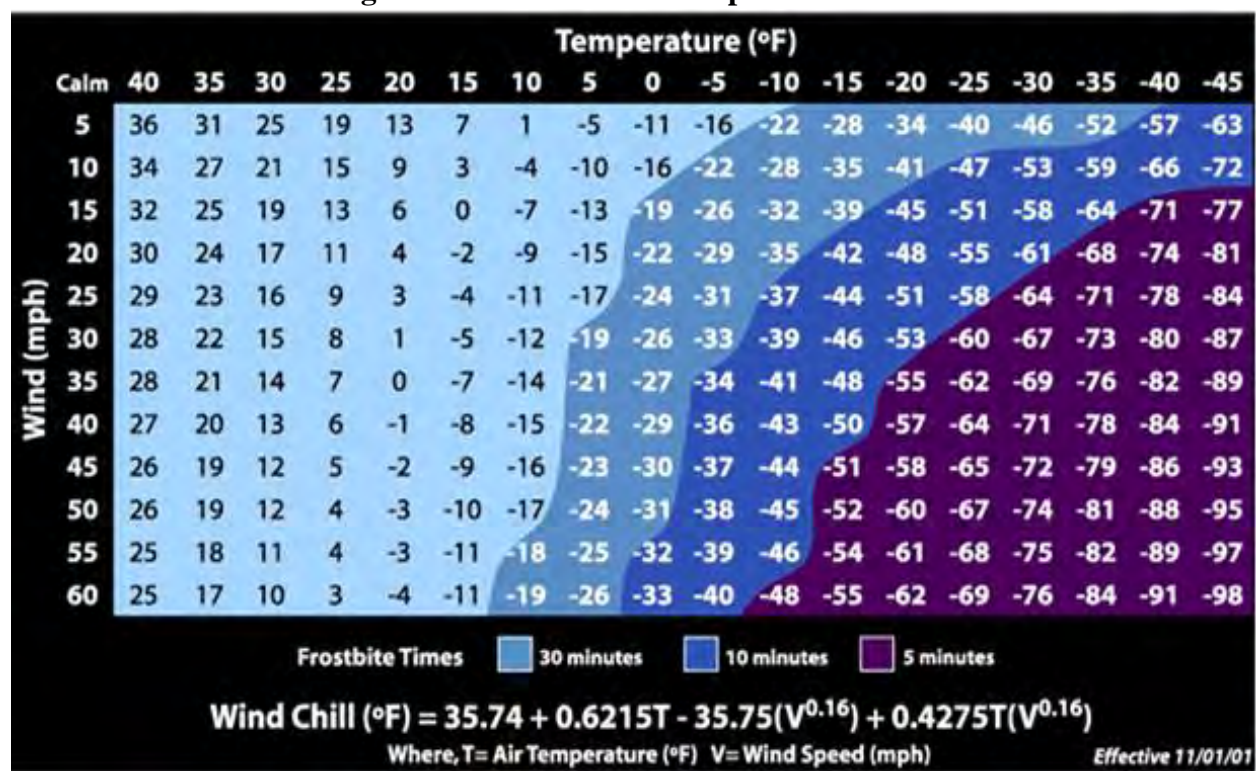 Temperature (ºF)
Calm 40 35 30 25 20 15 10 5 0 -5 -10 -15 -20 -25 -30 -35 -40 -45
5 36 31 25 19 13 7 1 -5 -11 -16 -22 -28 -34 -40 -46 -52 -57 -63
10 34 27 21 15 9 3 -4 -10 -16 -22 -28 -35 -41 -47 -53 -59 -66 -72
15 32 25 19 13 6 0 -7 -13 -19 -26 -32 -39 -45 -51 -58 -64 -71 -77
20 30 24 17 11 4 -2 -9 -15 -22 -29 -35 -42 -48 -55 -61 -68 -74 -81
25 29 23 16 9 3 -4 -11 -17 -24 -31 -37 -44 -51 -58 -64 -71 -78 -84
30 28 22 15 8 1 -5 -12 -19 -26 -33 -39 -46 -53 -60 -67 -73 -80 -87
35 28 21 14 7 0 -7 -14 -21 -27 -34 -41 -48 -55 -62 -69 -76 -82 -89
40 27 20 13 6 -1 -8 -15 -22 -29 -36 -43 -50 -57 -64 -71 -78 -84 -91
45 26 19 12 5 -2 -9 -16 -23 -30 -37 -44 -51 -58 -65 -72 -79 -86 -93
50 26 19 12 4 -3 -10 -17 -24 -31 -38 -45 -52 -60 -67 -74 -81 -88 -95
55 25 18 11 4 -3 -11 -18 -25 -32 -39 -46 -54 -61 -68 -75 -82 -89 -97
60 25 17 10 3 -4 -11 -19 -26 -33 -40 -48 -55 -62 -69 -76 -84 -91 -98
Wind (mph)
Frostbite Times 30 minutes 10 minutes 5 minutes
Wind Chill (ºF) = 35.74 + 0.6215T - 35.75(V0.16) + 0.4275T(V0.16)
Where, T= Air Temperature (ºF) V= Wind Speed (mph) Effective 11/01/01